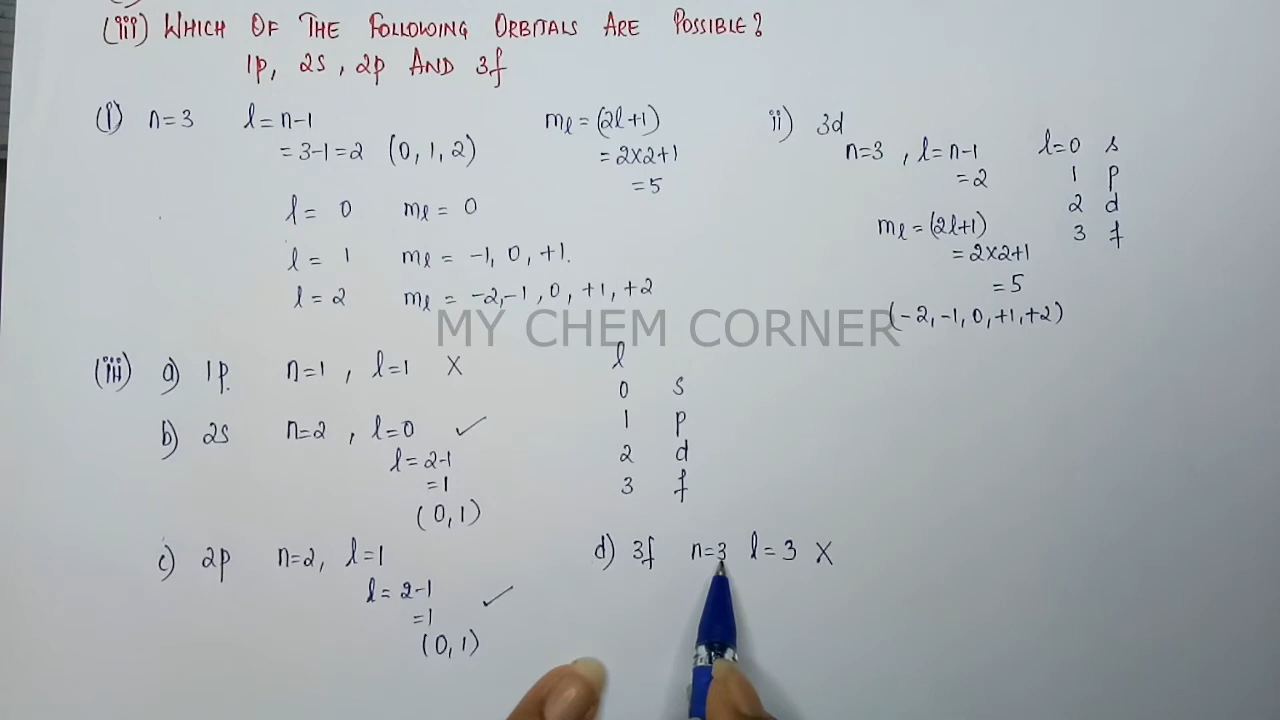 (iii) WHICH OF THE FOLLOWING ORBITALS ARE POSSIBLE?
1p, 2s, 2p AND 3f
(i) n=3 l=n-1
=3-1=2 (0, 1, 2)
l= 0 ml= 0
l= 1 ml= -1, 0, +1.
l=2 ml= -2,-1, 0, +1, +2
ml=(2l+1)
=2×2+1
=5
ii) 3d
n=3, l=n-1
=2
ml=(2l+1)
=2×2+1
=5
(-2,-1,0,+1,+2)
l=0 s
1 p
2 d
3 f
MY CHEM CORNER
(iii) a) 1p. n=1, l=1 X
b) 2s n=2, l=0 ✓
l=2-1
=1
(0,1)
c) 2p n=2, l=1
l=2-1 ✓
=1
(0,1)
l
0 s
1 p
2 d
3 f
d) 3f n=3 l=3 X